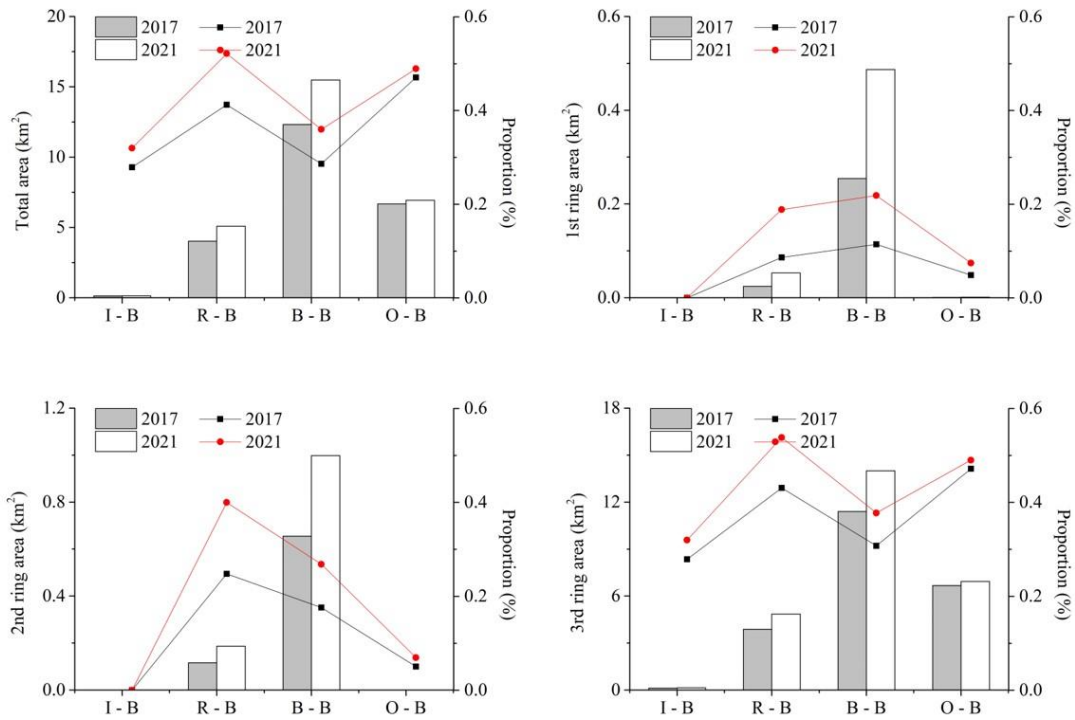 20
15
10
5
0
Total area (km²)
2017
2021
2017
2021
0.6
0.4
0.2
0.0
Proportion (%)
I - B
R - B
B - B
O - B
0.6
0.4
0.2
0.0
1st ring area (km²)
2017
2021
2017
2021
0.6
0.4
0.2
0.0
Proportion (%)
I - B
R - B
B - B
O - B
1.2
0.8
0.4
0.0
2nd ring area (km²)
2017
2021
2017
2021
0.6
0.4
0.2
0.0
Proportion (%)
I - B
R - B
B - B
O - B
18
12
6
0
3rd ring area (km²)
2017
2021
2017
2021
0.6
0.4
0.2
0.0
Proportion (%)
I - B
R - B
B - B
O - B